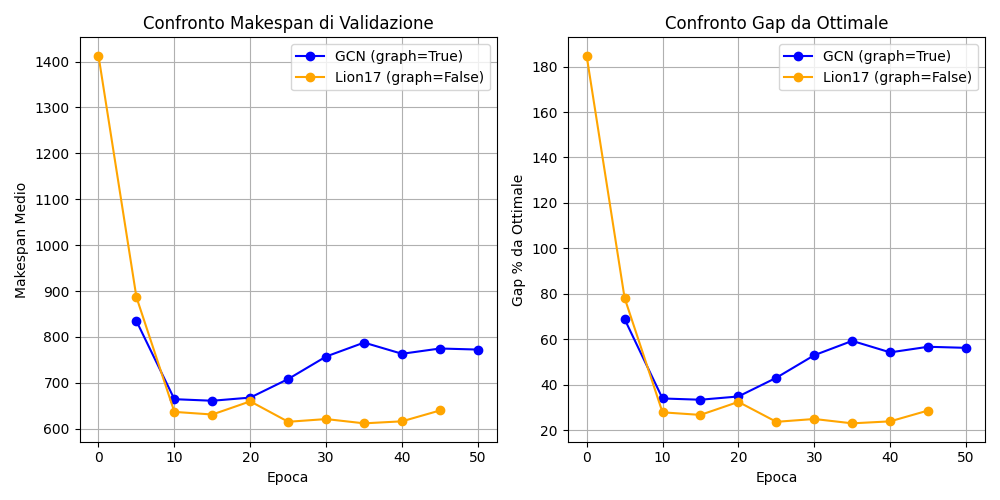 Confronto Makespan di Validazione
GCN (graph=True)
Lion17 (graph=False)
Makespan Medio
1400
1300
1200
1100
1000
900
800
700
600
0 10 20 30 40 50
Epoca
Confronto Gap da Ottimale
GCN (graph=True)
Lion17 (graph=False)
Gap % da Ottimale
180
160
140
120
100
80
60
40
20
0 10 20 30 40 50
Epoca